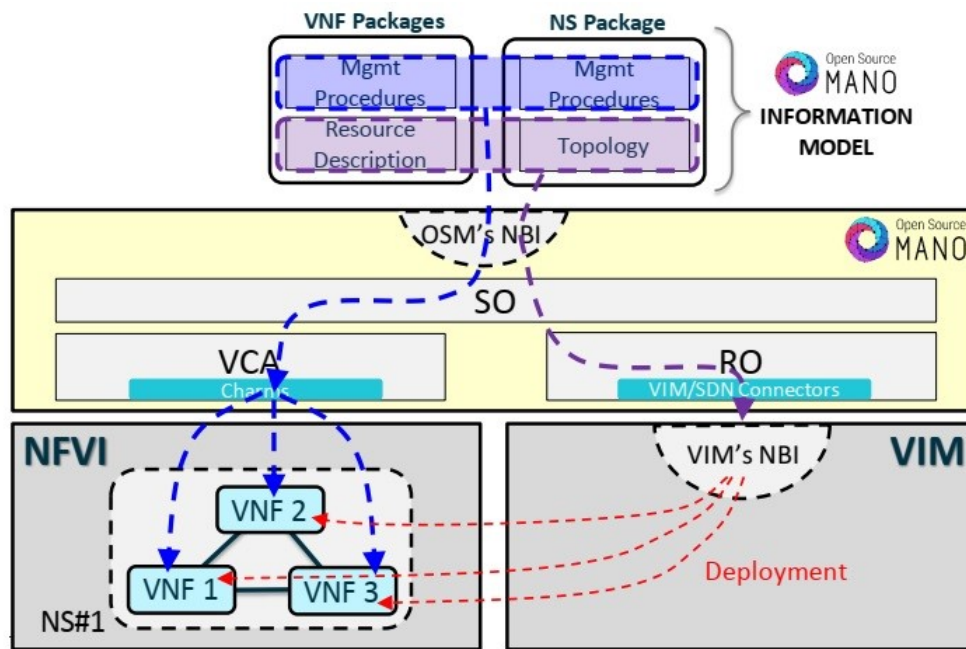 VNF Packages
NS Package
Mgmt
Procedures
Mgmt
Procedures
Resource
Description
Topology
Open Source
MANO
INFORMATION
MODEL
OSM's NBI
Open Source
MANO
SO
VCA
Charms
RO
VIM/SDN Connectors
NFVI
VIM's NBI
VIM
VNF 2
VNF 1
VNF 3
NS#1
Deployment